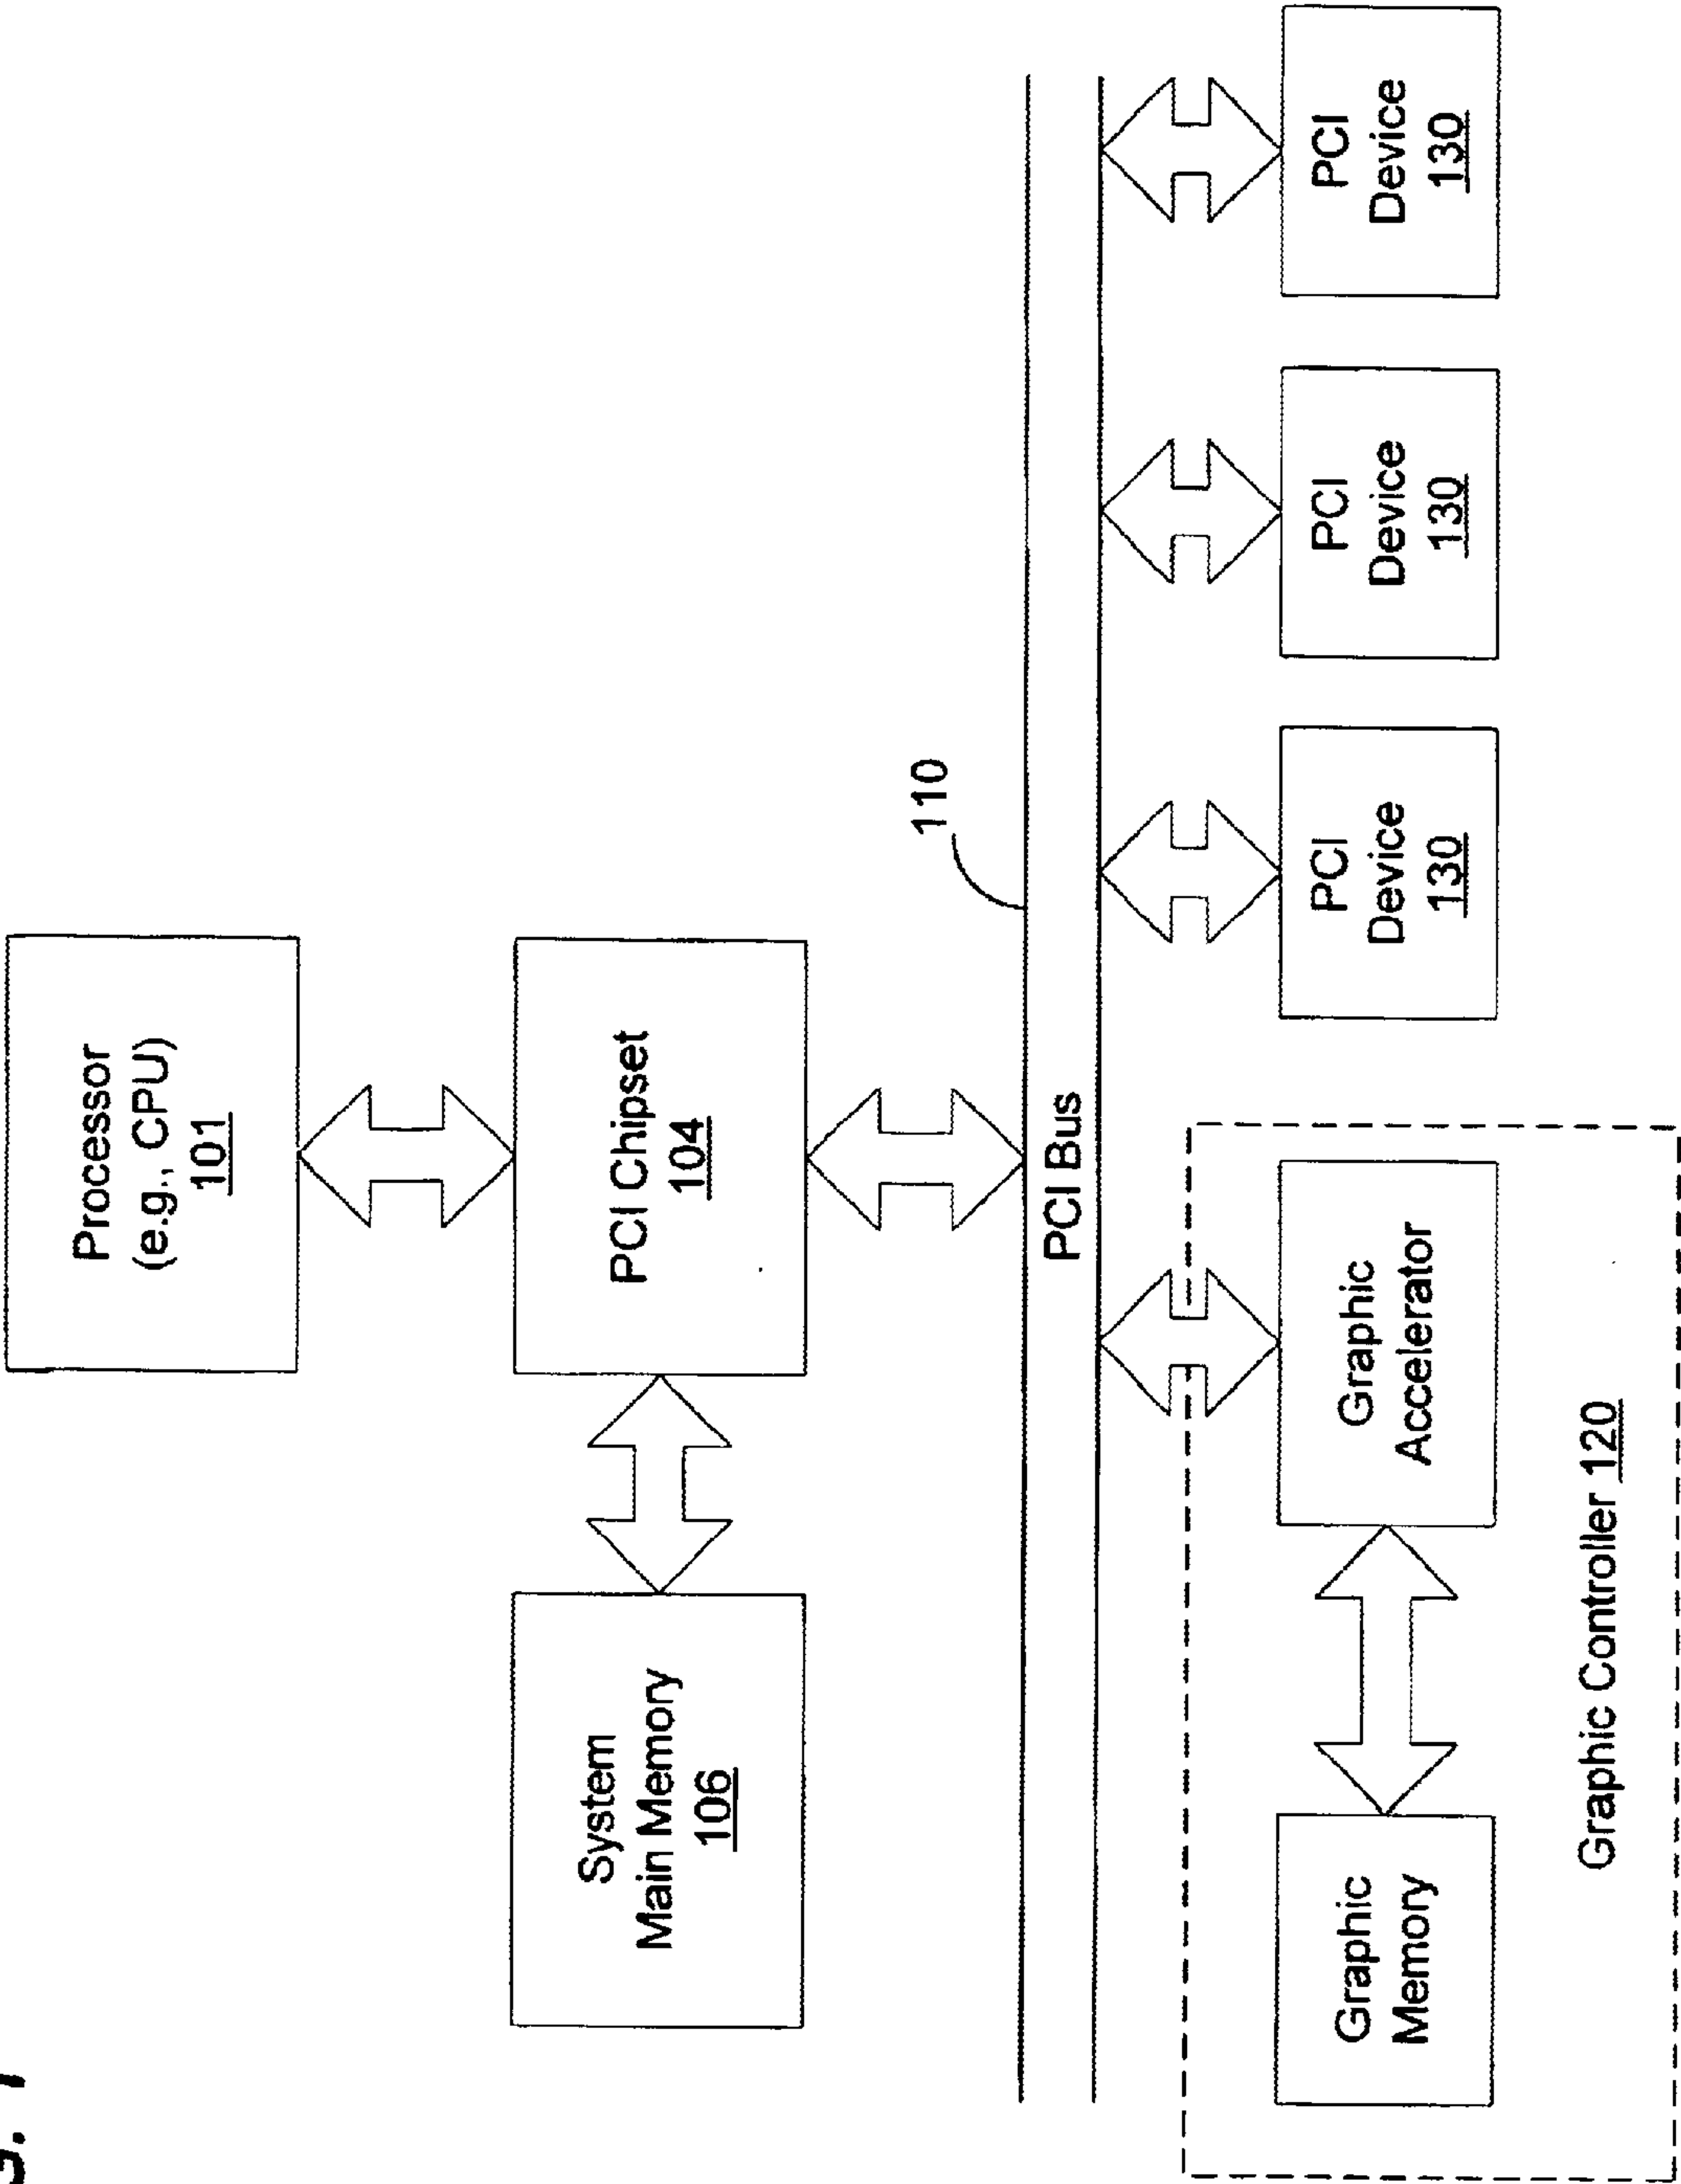 Processor
(e.g., CPU)
101
System
Main Memory
106
PCI Chipset
104
110
PCI Bus
Graphic
Memory
Graphic
Accelerator
Graphic Controller 120
PCI
Device
130
PCI
Device
130
PCI
Device
130